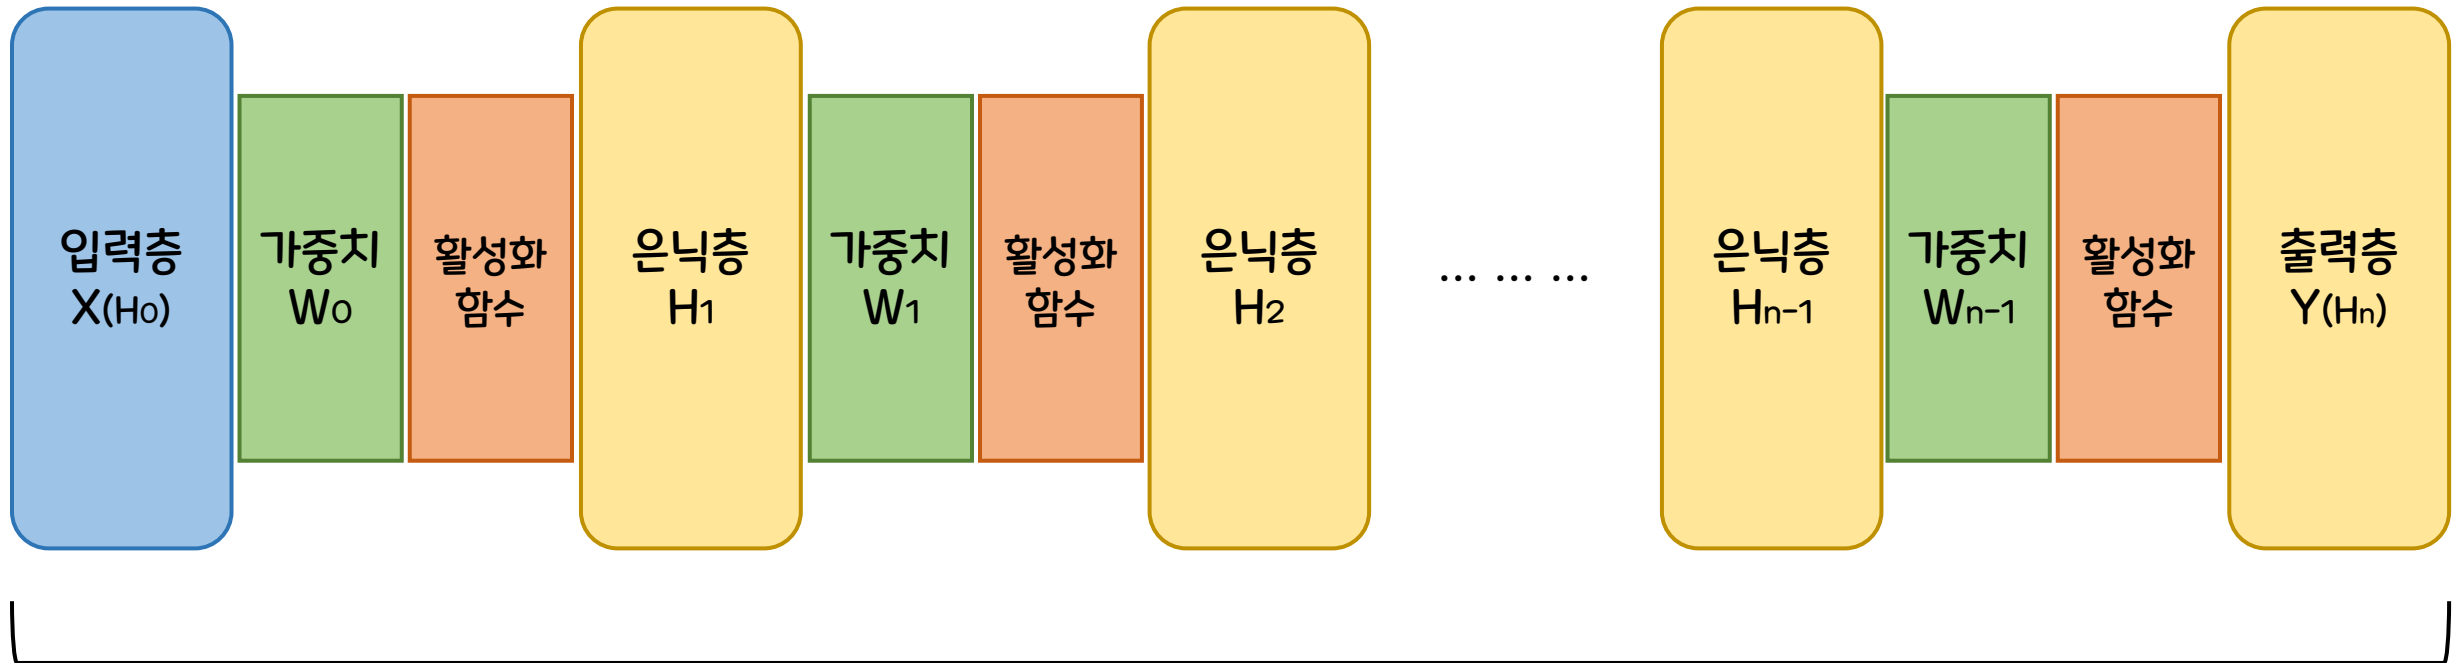 입력층
X(H0)
가중치
W0
활성화
함수
은닉층
H1
가중치
W1
활성화
함수
은닉층
H2
... ... ...
은닉층
Hn-1
가중치
Wn-1
활성화
함수
출력층
Y(Hn)